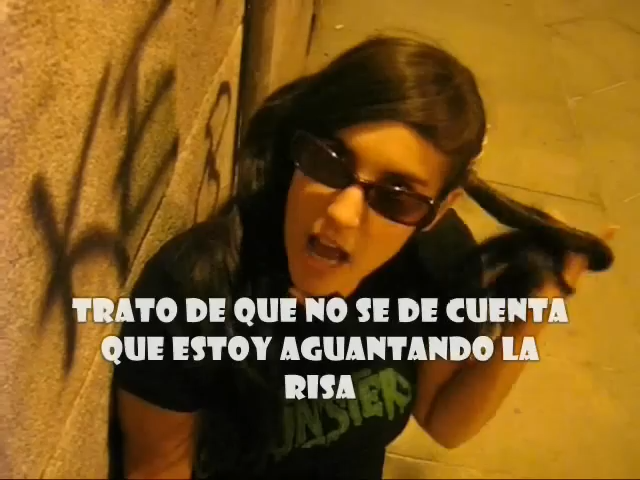 TRATO DE QUE NO SE DE CUENTA
QUE ESTOY AGUANTANDO LA
RISA